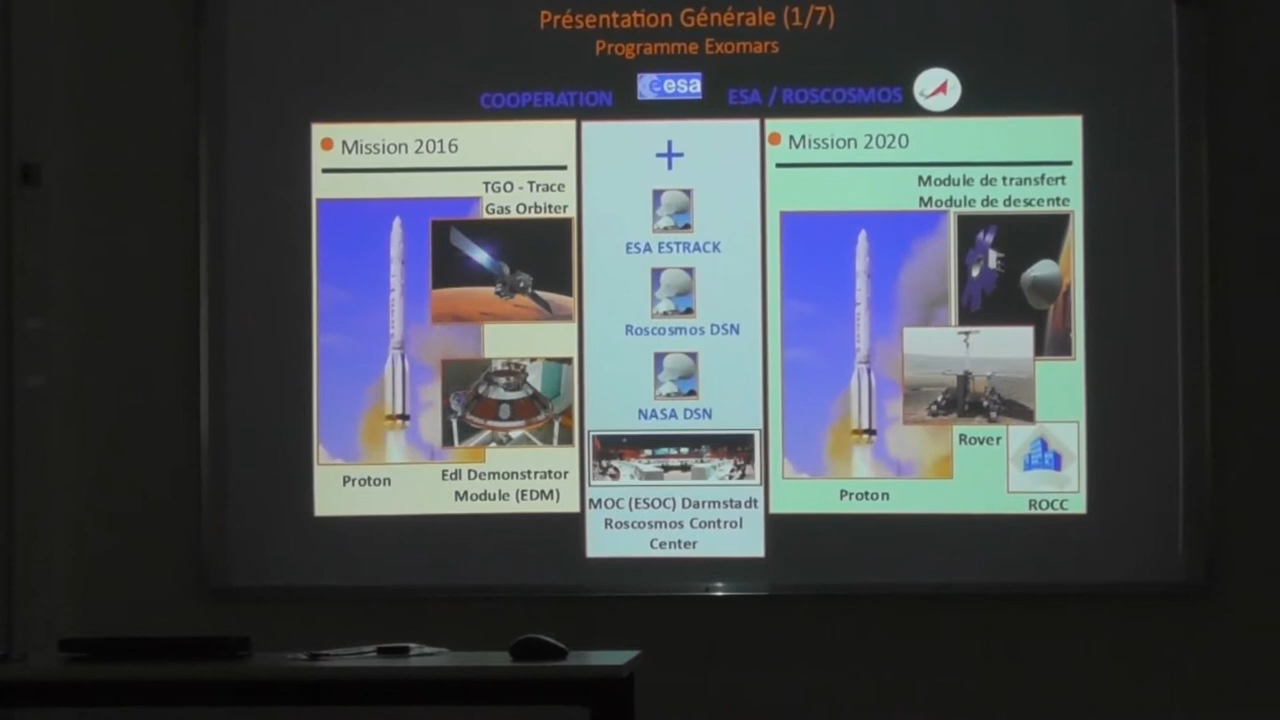 Présentation Générale (1/7)
Programme Exomars
COOPERATION
esa
ESA / ROSCOSMOS
Mission 2016
TGO - Trace
Gas Orbiter
Proton
Edl Demonstrator
Module (EDM)
+
ESA ESTRACK
Roscosmos DSN
NASA DSN
MOC (ESOC) Darmstadt
Roscosmos Control
Center
Mission 2020
Module de transfert
Module de descente
Rover
Proton
ROCC